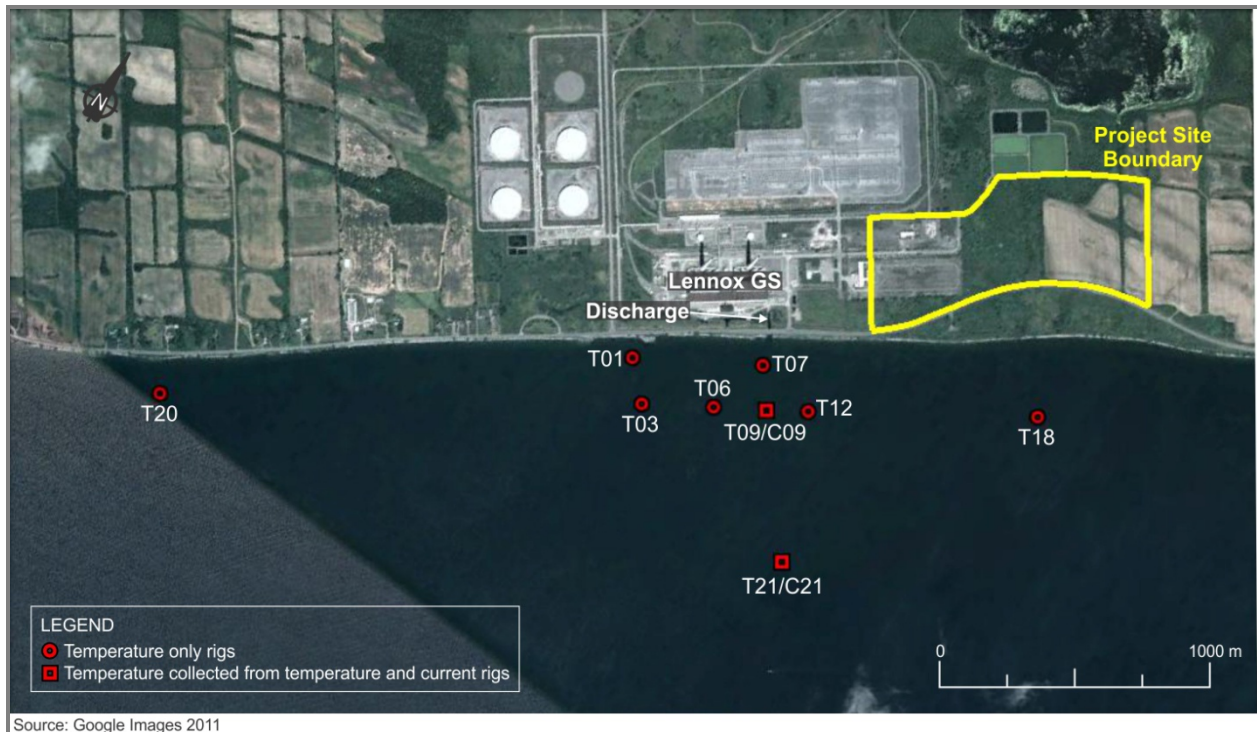 N
Project Site
Boundary
Lennox GS
Discharge
T01
T07
T20
T03
T06
T12
T09/C09
T18
T21/C21
LEGEND
Temperature only rigs
Temperature collected from temperature and current rigs
0
1000 m
Source: Google Images 2011